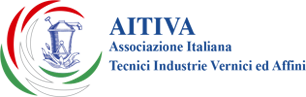 AITIVA
Associazione Italiana
Tecnici Industrie Vernici ed Affini